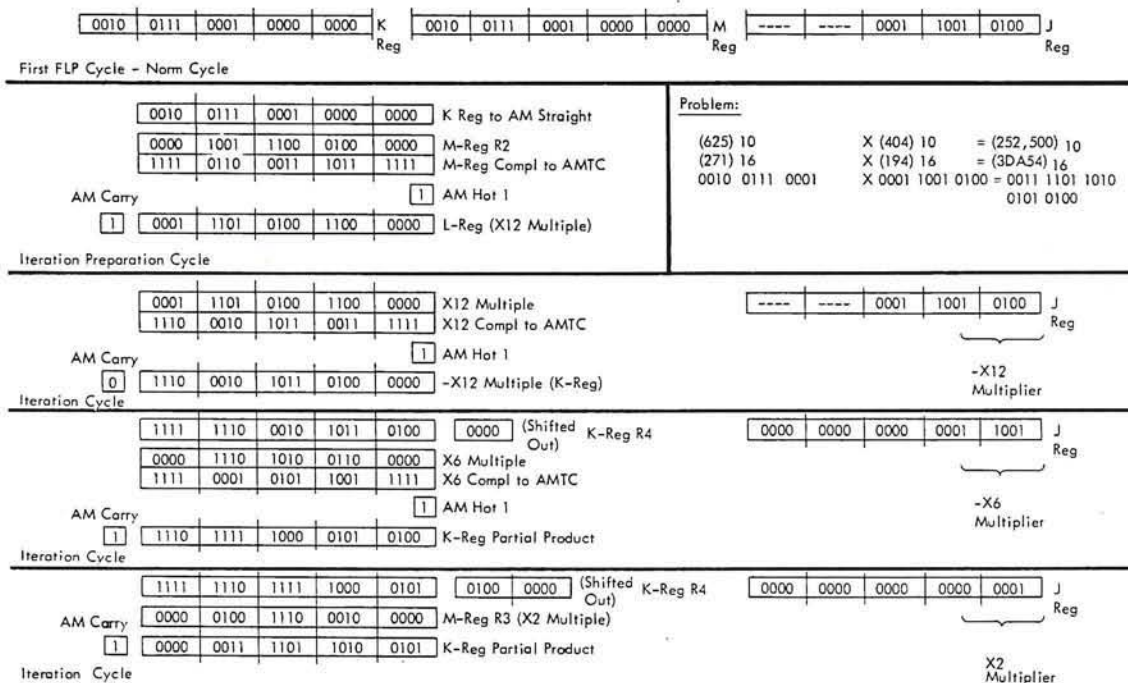 0010 0111 0001 0000 0000 K Reg 0010 0111 0001 0000 0000 M Reg ---- ---- 0001 1001 0100 J Reg
First FLP Cycle - Norm Cycle
0010 0111 0001 0000 0000 K Reg to AM Straight
0000 1001 1100 0100 0000 M-Reg R2
1111 0110 0011 1011 1111 M-Reg Compl to AMTC
1 AM Hot 1
AM Carry
1 0001 1101 0100 1100 0000 L-Reg (X12 Multiple)
Iteration Preparation Cycle
Problem:
(625) 10 X (404) 10 = (252,500) 10
(271) 16 X (194) 16 = (3DA54) 16
0010 0111 0001 X 0001 1001 0100 = 0011 1101 1010
0101 0100
0001 1101 0100 1100 0000 X12 Multiple
1110 0010 1011 0011 1111 X12 Compl to AMTC
1 AM Hot 1
AM Carry
0 1110 0010 1011 0100 0000 -X12 Multiple (K-Reg)
Iteration Cycle
---- ---- 0001 1001 0100 J Reg
-X12
Multiplier
1111 1110 0010 1011 0100 0000 (Shifted Out) K-Reg R4
0000 1110 1010 0110 0000 X6 Multiple
1111 0001 0101 1001 1111 X6 Compl to AMTC
1 AM Hot 1
AM Carry
1 1110 1111 1000 0101 0100 K-Reg Partial Product
Iteration Cycle
0000 0000 0000 0001 1001 J Reg
-X6
Multiplier
1111 1110 1111 1000 0101 0100 0000 (Shifted Out) K-Reg R4
0000 0100 1110 0010 0000 M-Reg R3 (X2 Multiple)
AM Carry
1 0000 0011 1101 1010 0101 K-Reg Partial Product
Iteration Cycle
0000 0000 0000 0000 0001 J Reg
X2
Multiplier